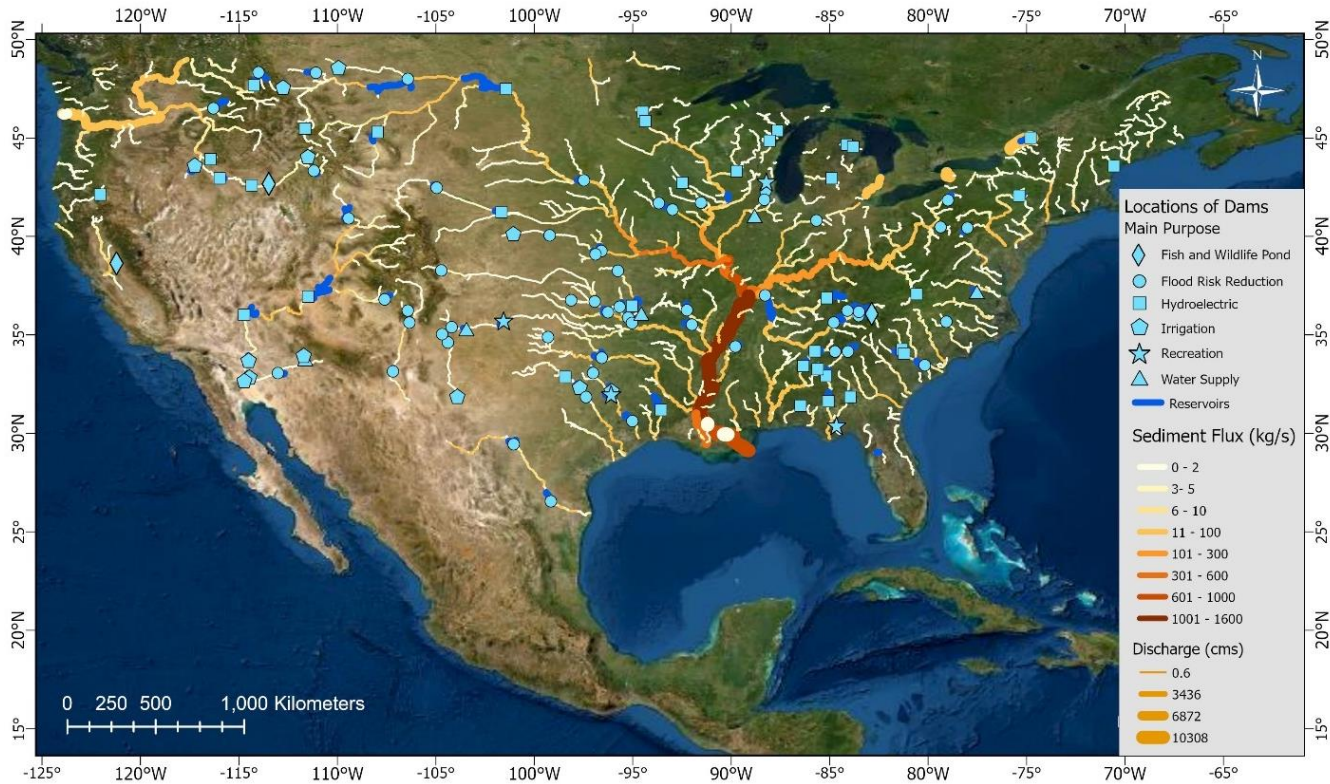 -120°W -115°W -110°W -105°W 100°W -95°W -90°W -85°W -80°W -75°W -70°W -65°W
50°N
45°N
40°N
35°N
30°N
25°N
20°N
15°
50°N
45°N
40°N
35°N
30°N
25°N
20°N
15°
N
Locations of Dams
Main Purpose
Fish and Wildlife Pond
Flood Risk Reduction
Hydroelectric
Irrigation
Recreation
Water Supply
Reservoirs
Sediment Flux (kg/s)
0 - 2
3- 5
6 - 10
11 - 100
101 - 300
301 - 600
601 - 1000
1001 - 1600
Discharge (cms)
0.6
3436
6872
10308
0 250 500 1,000 Kilometers
-125 -120°W -115°W -110°W -105°W 100°W -95°W -90°W -85°W -80°W -75°W -70°W -65°